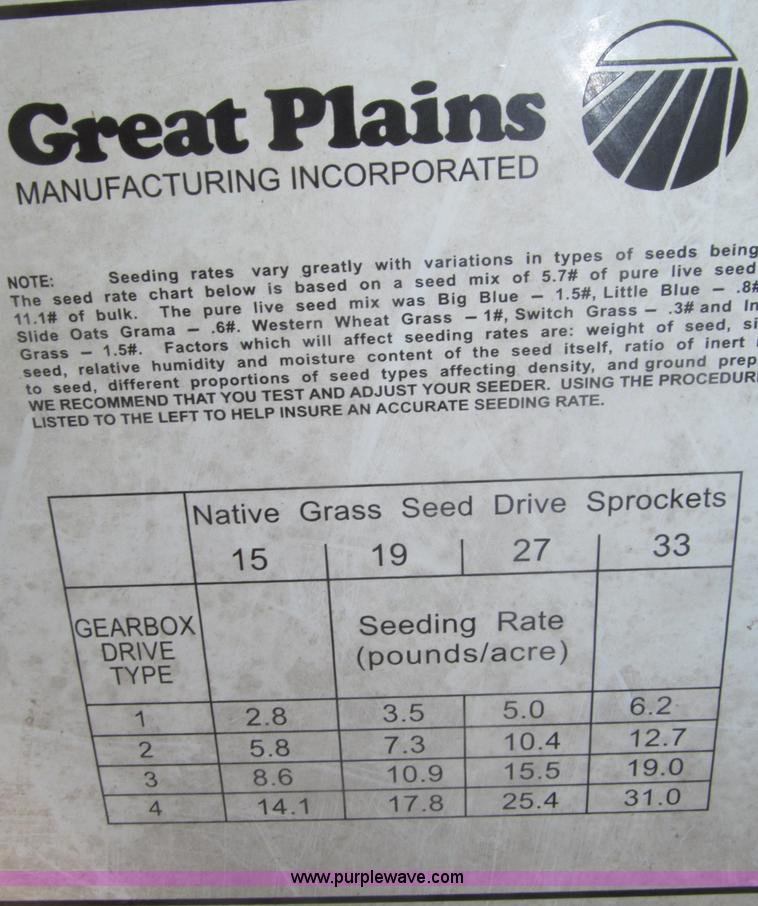 Great Plains
MANUFACTURING INCORPORATED
NOTE: Seeding rates vary greatly with variations in types of seeds being
The seed rate chart below is based on a seed mix of 5.7# of pure live seed
11.1# of bulk. The pure live seed mix was Big Blue – 1.5#, Little Blue – .8#
Slide Oats Grama – .6#. Western Wheat Grass – 1#, Switch Grass – .3# and In
Grass – 1.5#. Factors which will affect seeding rates are: weight of seed, si
seed, relative humidity and moisture content of the seed itself, ratio of inert
to seed, different proportions of seed types affecting density, and ground prep
WE RECOMMEND THAT YOU TEST AND ADJUST YOUR SEEDER. USING THE PROCEDUR
LISTED TO THE LEFT TO HELP INSURE AN ACCURATE SEEDING RATE.
Native Grass Seed Drive Sprockets
15 19 27 33
GEARBOX DRIVE TYPE
Seeding Rate
(pounds/acre)
1 2.8 3.5 5.0 6.2
2 5.8 7.3 10.4 12.7
3 8.6 10.9 15.5 19.0
4 14.1 17.8 25.4 31.0
www.purplewave.com